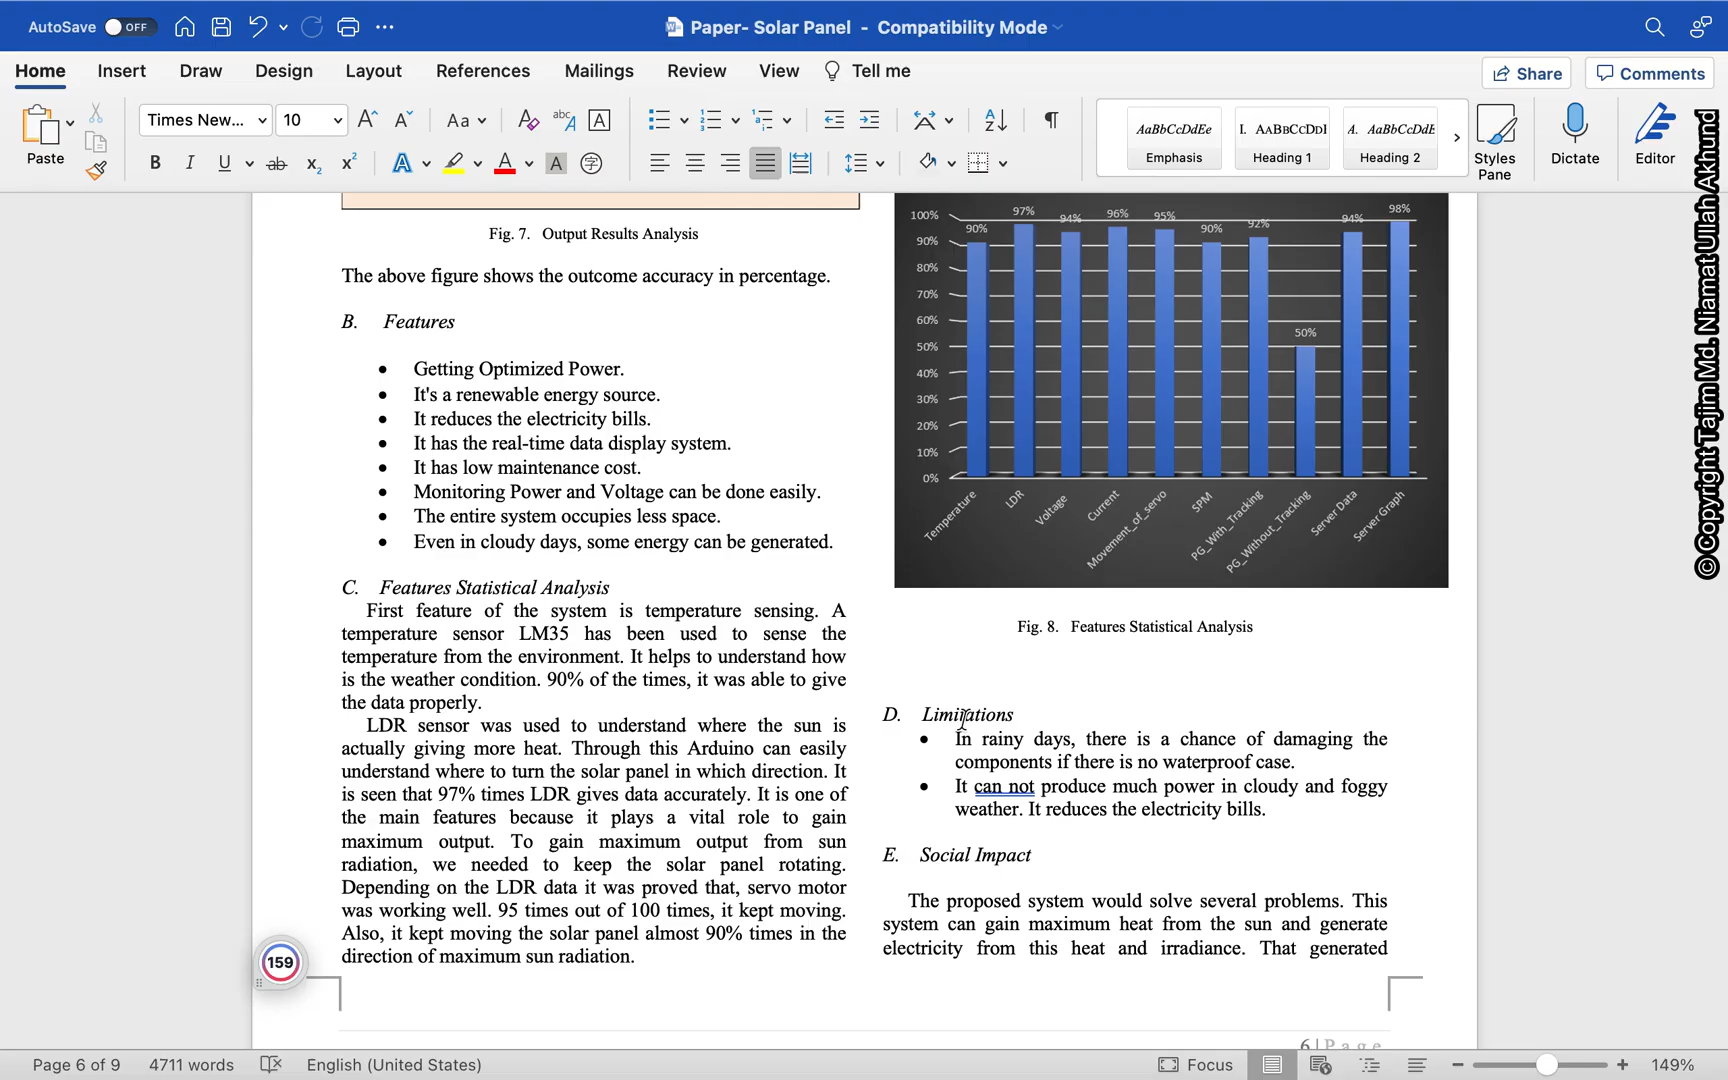 AutoSave OFF
Paper- Solar Panel - Compatibility Mode
Home Insert Draw Design Layout References Mailings Review View Tell me
Share Comments
Paste
Times New... 10
Aa
abc A A
A Z
B I U ab x2 x2 A A A 字
AaBbCcDdEe
Emphasis
I. AABBCCDDI
Heading 1
A. AaBbCcDdE
Heading 2
Styles Pane
Dictate
Editor
Fig. 7. Output Results Analysis
The above figure shows the outcome accuracy in percentage.
B. Features
• Getting Optimized Power.
• It's a renewable energy source.
• It reduces the electricity bills.
• It has the real-time data display system.
• It has low maintenance cost.
• Monitoring Power and Voltage can be done easily.
• The entire system occupies less space.
• Even in cloudy days, some energy can be generated.
C. Features Statistical Analysis
First feature of the system is temperature sensing. A
temperature sensor LM35 has been used to sense the
temperature from the environment. It helps to understand how
is the weather condition. 90% of the times, it was able to give
the data properly.
LDR sensor was used to understand where the sun is
actually giving more heat. Through this Arduino can easily
understand where to turn the solar panel in which direction. It
is seen that 97% times LDR gives data accurately. It is one of
the main features because it plays a vital role to gain
maximum output. To gain maximum output from sun
radiation, we needed to keep the solar panel rotating.
Depending on the LDR data it was proved that, servo motor
was working well. 95 times out of 100 times, it kept moving.
Also, it kept moving the solar panel almost 90% times in the
direction of maximum sun radiation.
159
100%
90%
80%
70%
60%
50%
40%
30%
20%
10%
0%
90% 97% 94% 96% 95% 90% 92% 50% 94% 98%
Temperature
LDR
Voltage
Current
Movement_of_servo
SPM
PG_With_Tracking
PG_Without_Tracking
Server Data
Server Graph
Fig. 8. Features Statistical Analysis
D. Limitations
• In rainy days, there is a chance of damaging the
components if there is no waterproof case.
• It can not produce much power in cloudy and foggy
weather. It reduces the electricity bills.
E. Social Impact
The proposed system would solve several problems. This
system can gain maximum heat from the sun and generate
electricity from this heat and irradiance. That generated
6 | P a g e
© Copyright Tajim Md. Niamat Ullah Akhund
Page 6 of 9 4711 words English (United States) Focus 149%